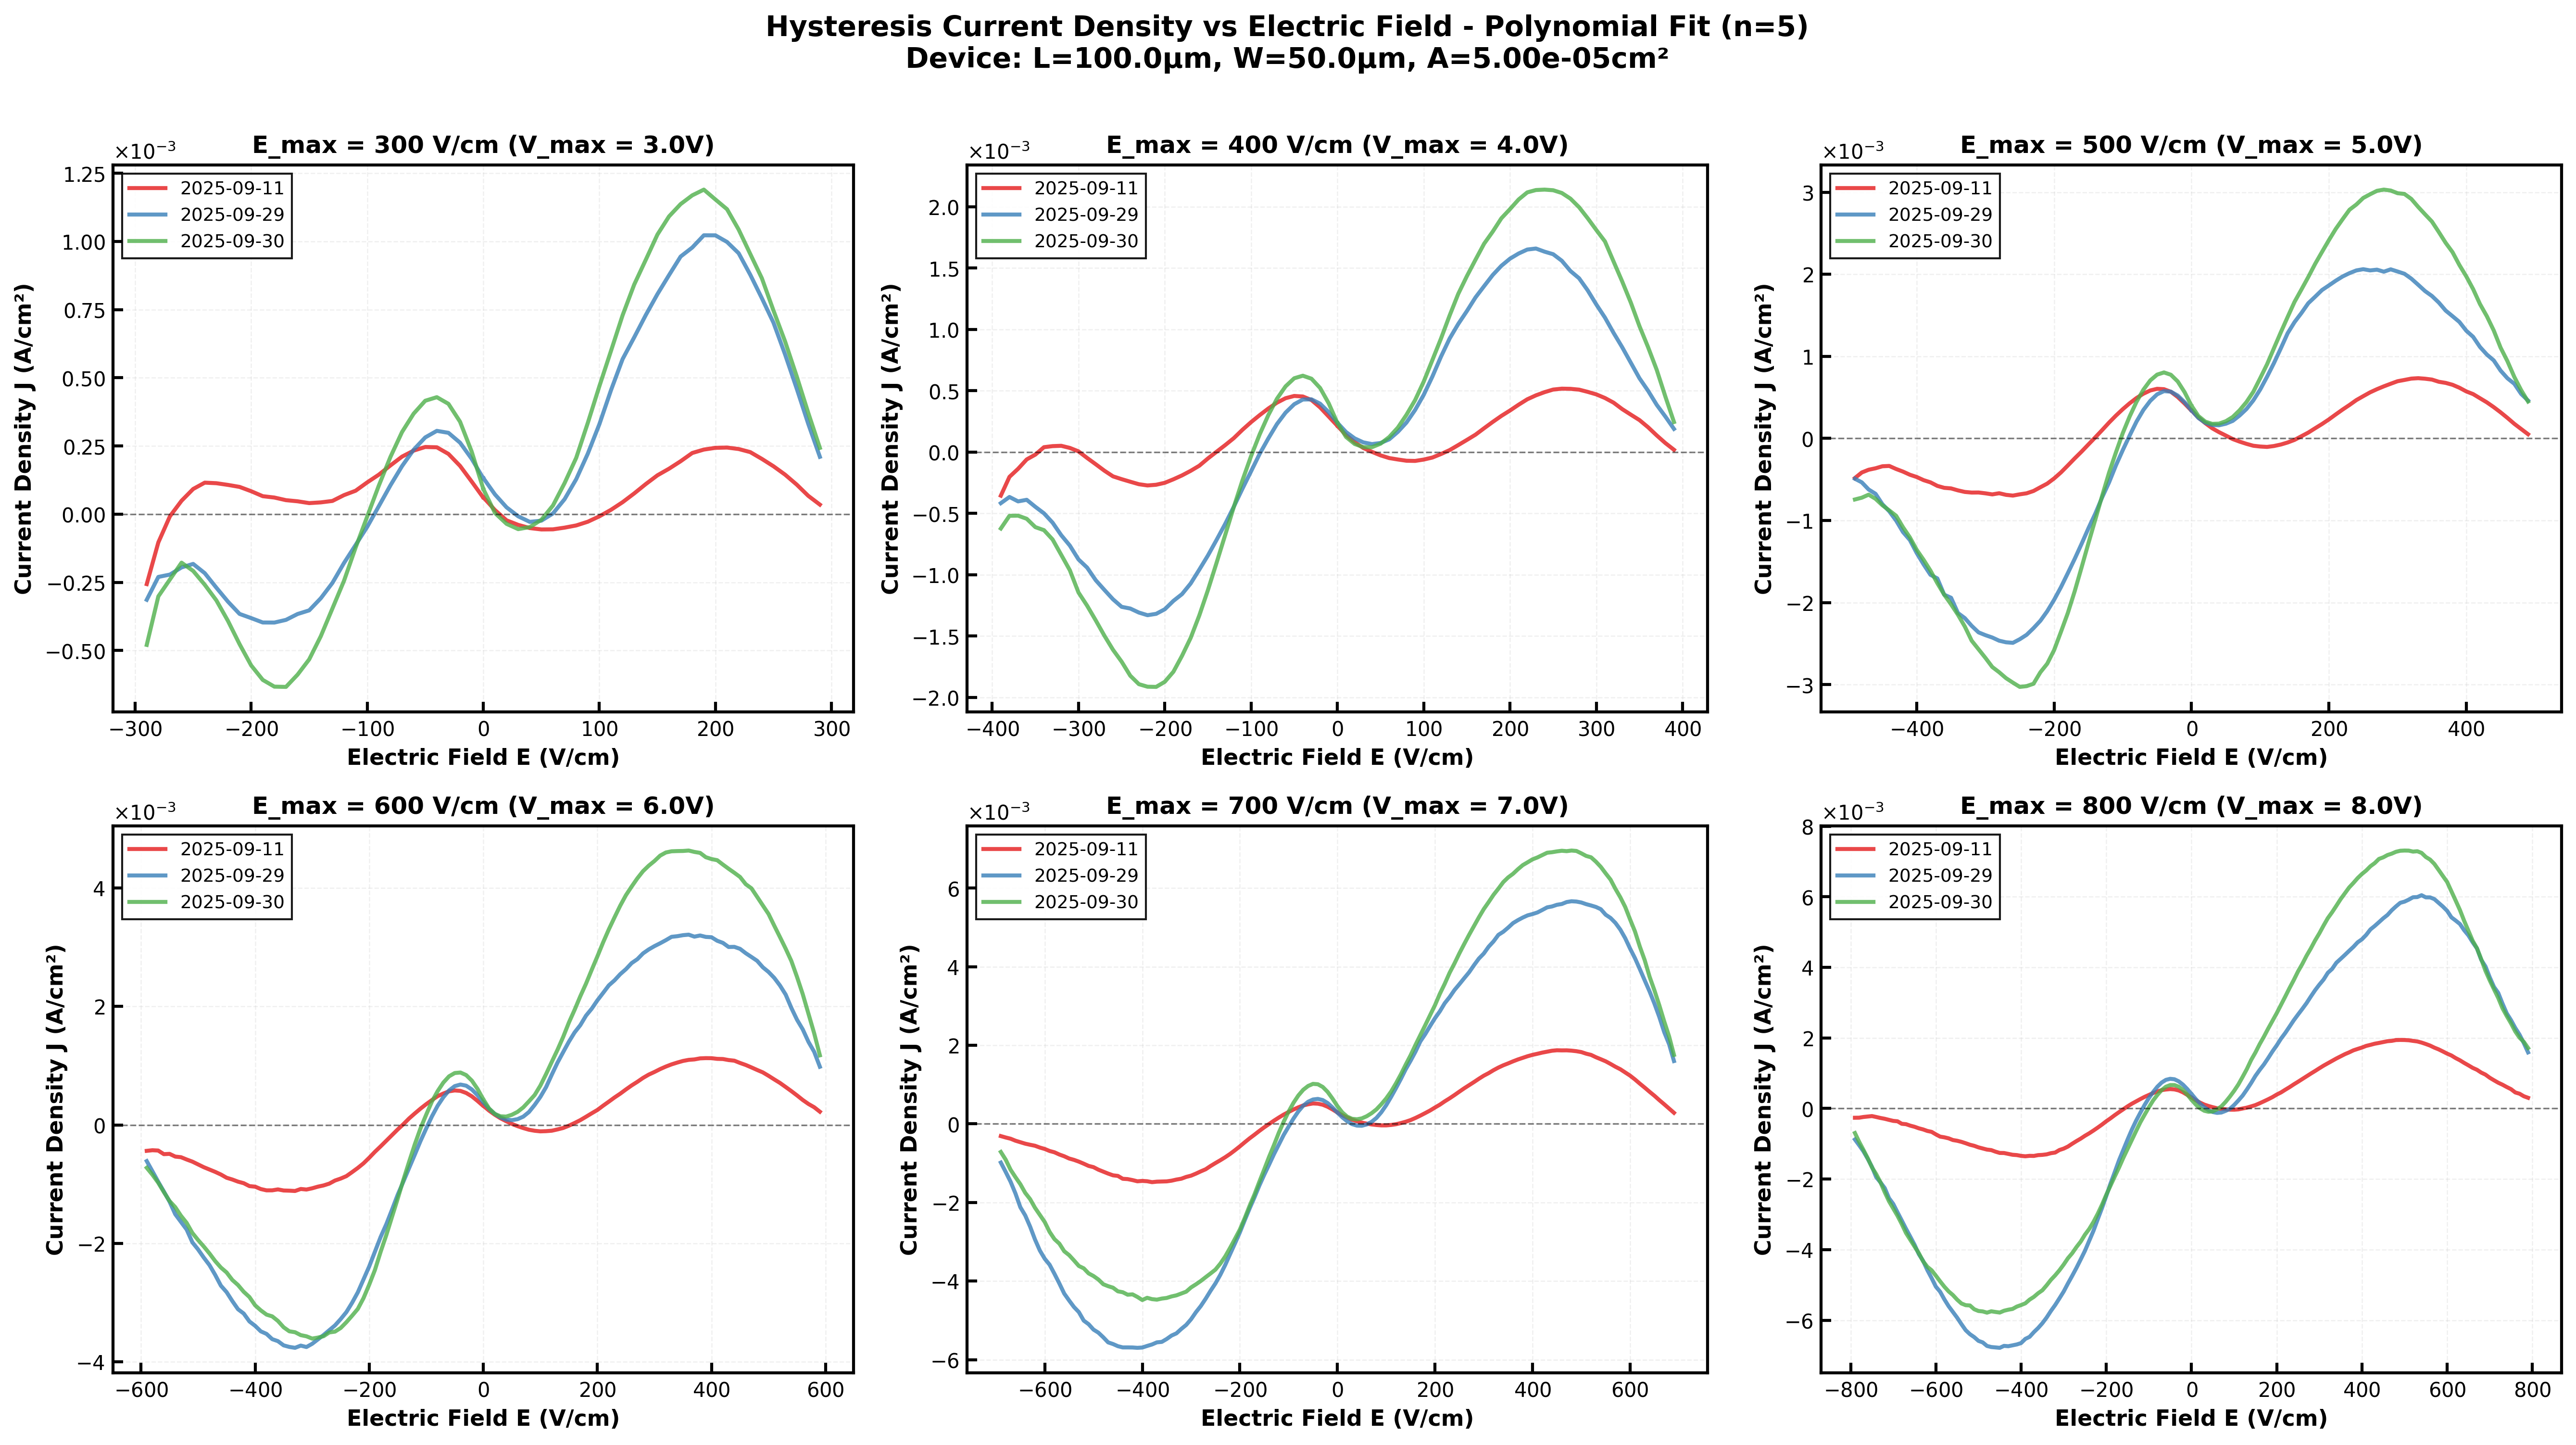 Hysteresis Current Density vs Electric Field - Polynomial Fit (n=5)
Device: L=100.0μm, W=50.0μm, A=5.00e-05cm²
×10⁻³
E_max = 300 V/cm (V_max = 3.0V)
2025-09-11
2025-09-29
2025-09-30
1.25
1.00
0.75
0.50
0.25
0.00
−0.25
−0.50
Current Density J (A/cm²)
−300 −200 −100 0 100 200 300
Electric Field E (V/cm)
×10⁻³
E_max = 400 V/cm (V_max = 4.0V)
2025-09-11
2025-09-29
2025-09-30
2.0
1.5
1.0
0.5
0.0
−0.5
−1.0
−1.5
−2.0
Current Density J (A/cm²)
−400 −300 −200 −100 0 100 200 300 400
Electric Field E (V/cm)
×10⁻³
E_max = 500 V/cm (V_max = 5.0V)
2025-09-11
2025-09-29
2025-09-30
3
2
1
0
−1
−2
−3
Current Density J (A/cm²)
−400 −200 0 200 400
Electric Field E (V/cm)
×10⁻³
E_max = 600 V/cm (V_max = 6.0V)
2025-09-11
2025-09-29
2025-09-30
4
2
0
−2
−4
Current Density J (A/cm²)
−600 −400 −200 0 200 400 600
Electric Field E (V/cm)
×10⁻³
E_max = 700 V/cm (V_max = 7.0V)
2025-09-11
2025-09-29
2025-09-30
6
4
2
0
−2
−4
−6
Current Density J (A/cm²)
−600 −400 −200 0 200 400 600
Electric Field E (V/cm)
×10⁻³
E_max = 800 V/cm (V_max = 8.0V)
2025-09-11
2025-09-29
2025-09-30
8
6
4
2
0
−2
−4
−6
Current Density J (A/cm²)
−800 −600 −400 −200 0 200 400 600 800
Electric Field E (V/cm)